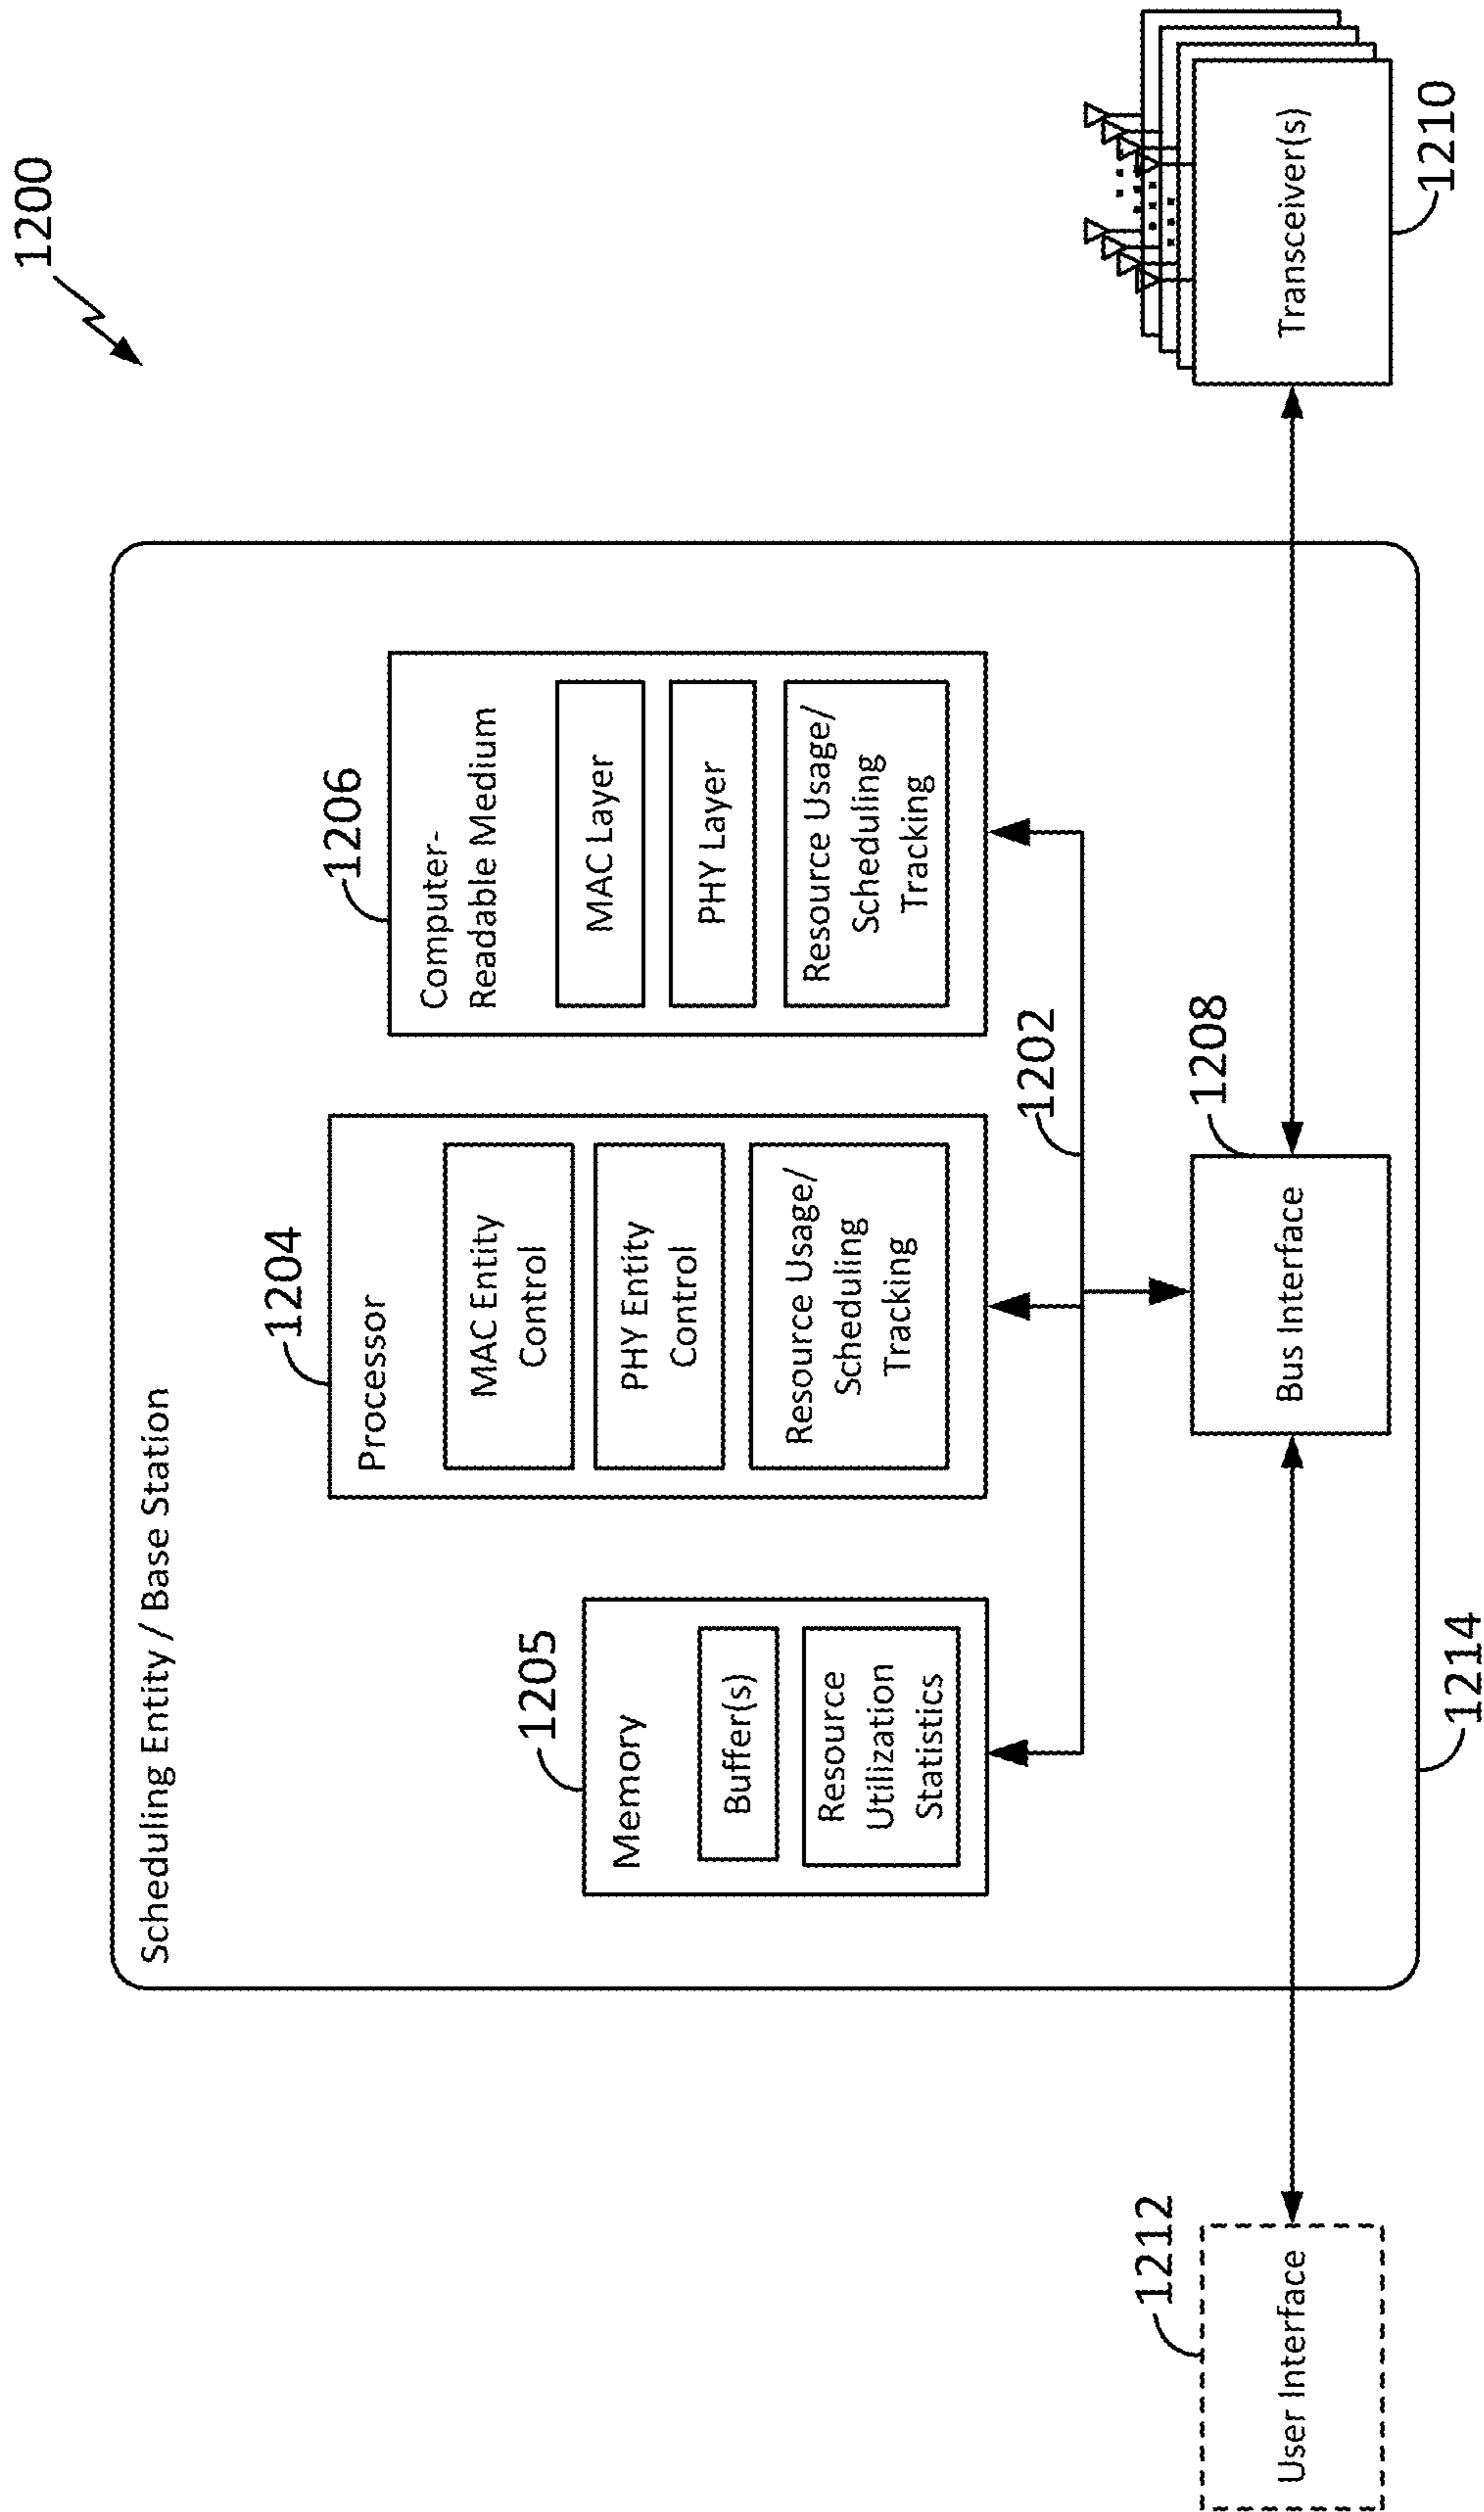 1200
Scheduling Entity / Base Station
1204
Processor
MAC Entity
Control
PHY Entity
Control
Resource Usage/
Scheduling
Tracking
1206
Computer-
Readable Medium
MAC Layer
PHY Layer
Resource Usage/
Scheduling
Tracking
1205
Memory
Buffer(s)
Resource
Utilization
Statistics
1202
1212
User Interface
1208
Bus Interface
Transceiver(s)
1210
1214